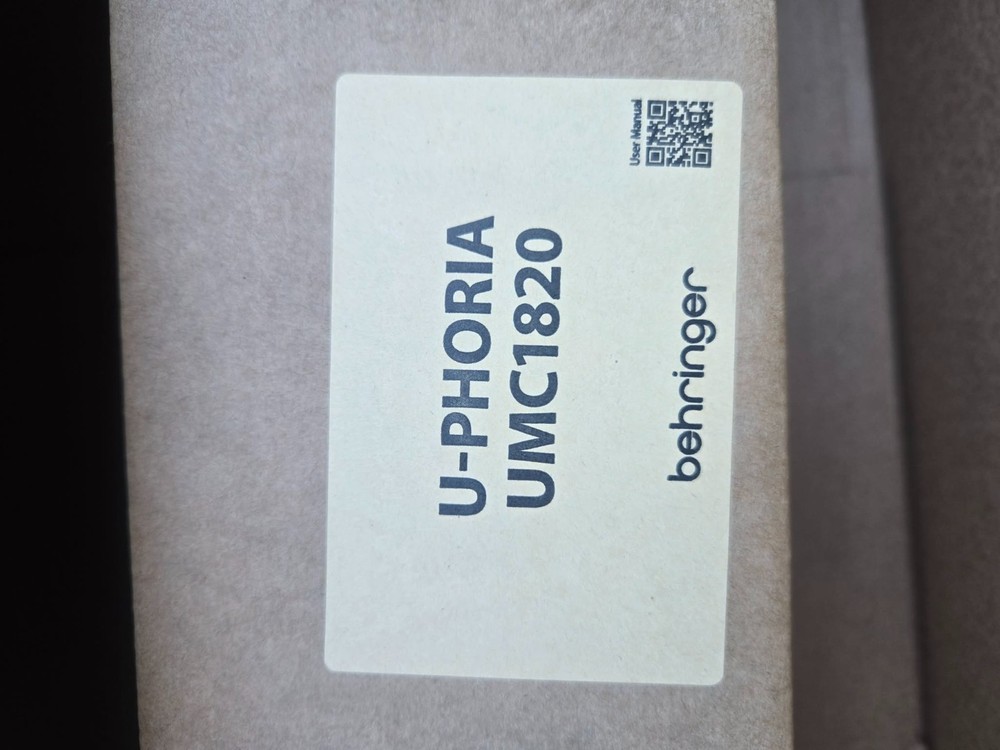 U-PHORIA
UMC1820
behringer
User Manual